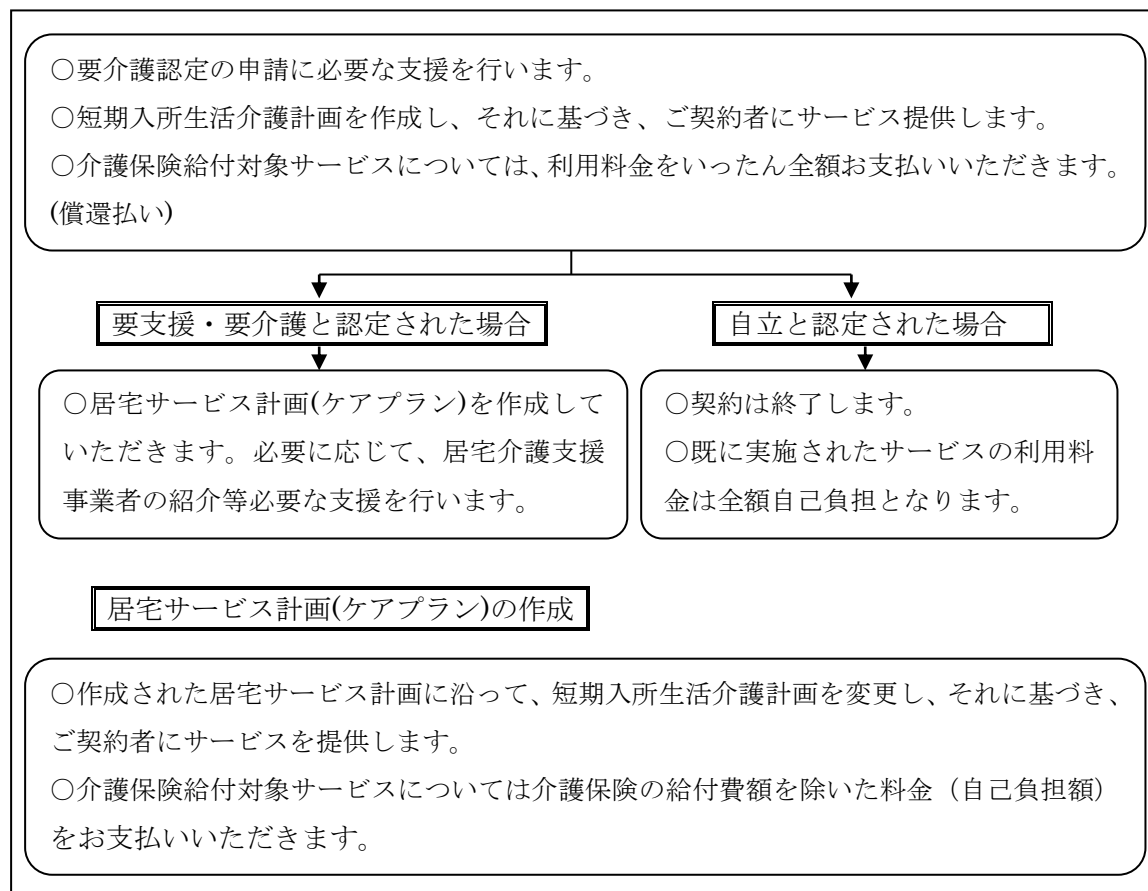 ○要介護認定の申請に必要な支援を行います。
○短期入所生活介護計画を作成し、それに基づき、ご契約者にサービス提供します。
○介護保険給付対象サービスについては、利用料金をいったん全額お支払いいただきます。
(償還払い)
要支援・要介護と認定された場合
自立と認定された場合
○居宅サービス計画(ケアプラン)を作成して
いただきます。必要に応じて、居宅介護支援
事業者の紹介等必要な支援を行います。
○契約は終了します。
○既に実施されたサービスの利用料
金は全額自己負担となります。
居宅サービス計画(ケアプラン)の作成
○作成された居宅サービス計画に沿って、短期入所生活介護計画を変更し、それに基づき、
ご契約者にサービスを提供します。
○介護保険給付対象サービスについては介護保険の給付費額を除いた料金（自己負担額）
をお支払いいただきます。